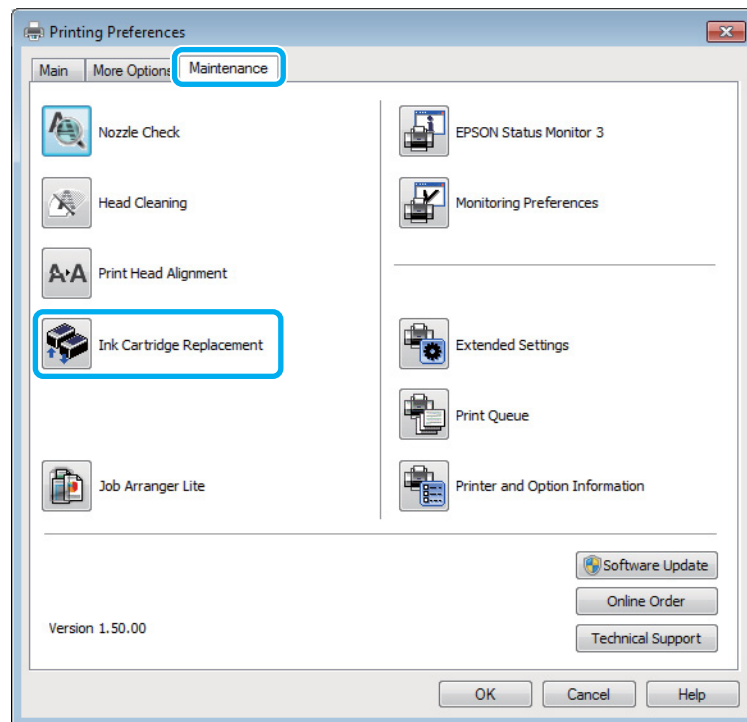 Printing Preferences
Main
More Options
Maintenance
Nozzle Check
Head Cleaning
Print Head Alignment
Ink Cartridge Replacement
Job Arranger Lite
EPSON Status Monitor 3
Monitoring Preferences
Extended Settings
Print Queue
Printer and Option Information
Software Update
Online Order
Version 1.50.00
Technical Support
OK
Cancel
Help